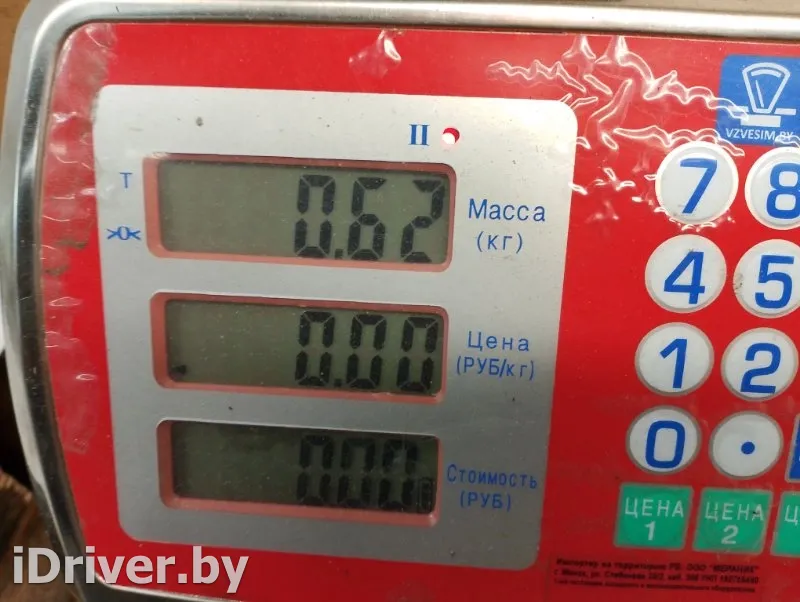 II
VZVESIM.BY
T
0.62
Масса
(кг)
>0<
7
8
4
5
0.00
Цена
(РУБ/кг)
1
2
0.00
Стоимость
(РУБ)
0
ЦЕНА
1
ЦЕНА
2
iDriver.by